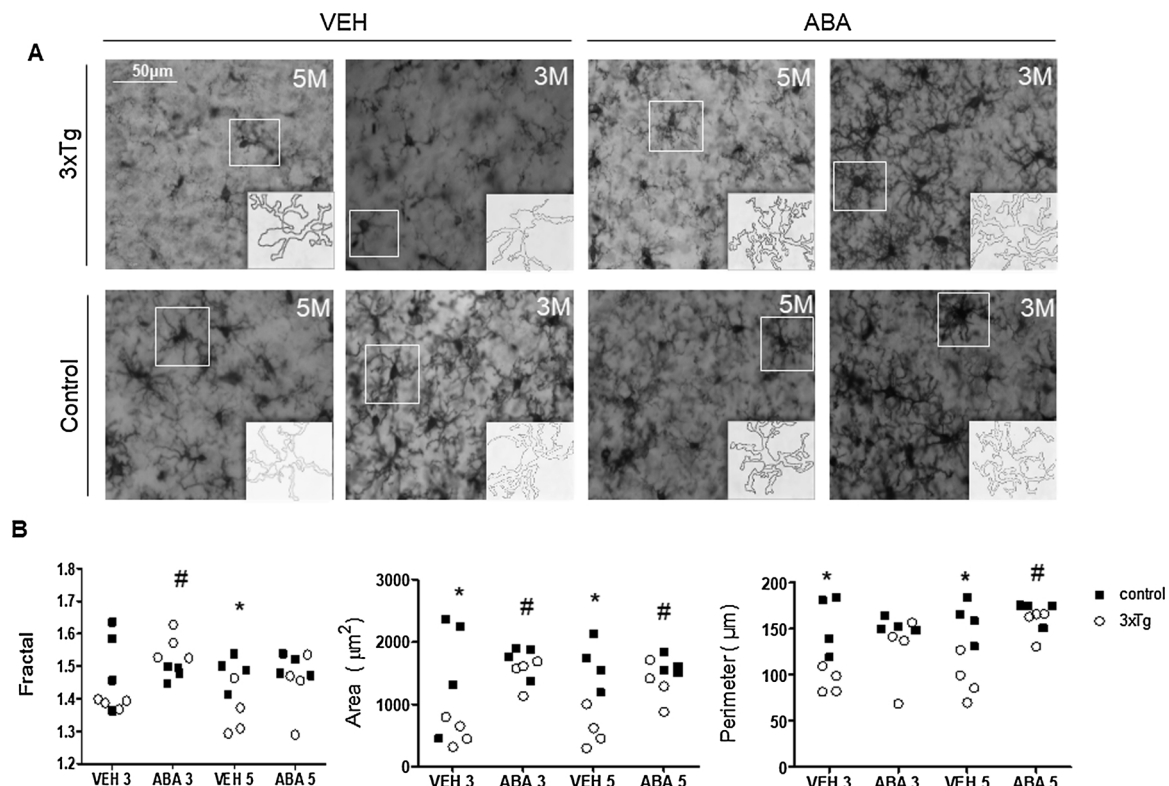 VEH ABA
A
3xTg
50µm
5M 3M 5M 3M
Control
5M 3M 5M 3M
B
Fractal
1.8
1.7
1.6
1.5
1.4
1.3
1.2
# *
VEH 3 ABA 3 VEH 5 ABA 5
Area ( µm²)
3000
2000
1000
0
* # * #
VEH 3 ABA 3 VEH 5 ABA 5
Perimeter ( µm)
200
150
100
50
0
* * #
VEH 3 ABA 3 VEH 5 ABA 5
control
3xTg